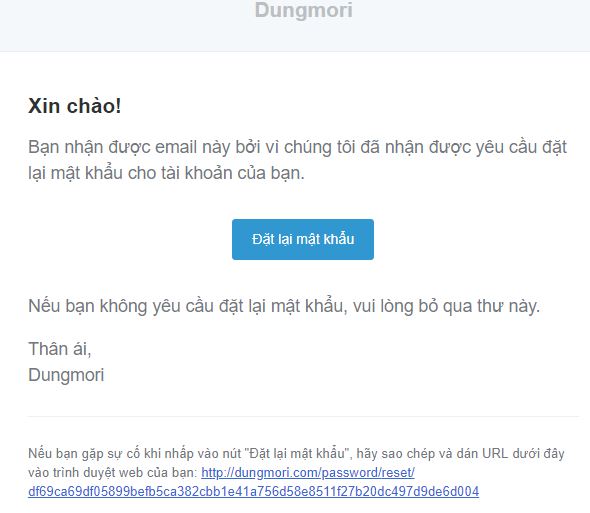 Dungmori
Xin chào!
Bạn nhận được email này bởi vì chúng tôi đã nhận được yêu cầu đặt
lại mật khẩu cho tài khoản của bạn.
Đặt lại mật khẩu
Nếu bạn không yêu cầu đặt lại mật khẩu, vui lòng bỏ qua thư này.
Thân ái,
Dungmori
Nếu bạn gặp sự cố khi nhấp vào nút "Đặt lại mật khẩu", hãy sao chép và dán URL dưới đây
vào trình duyệt web của bạn: http://dungmori.com/password/reset/
df69ca69df05899befb5ca382cbb1e41a756d58e8511f27b20dc497d9de6d004